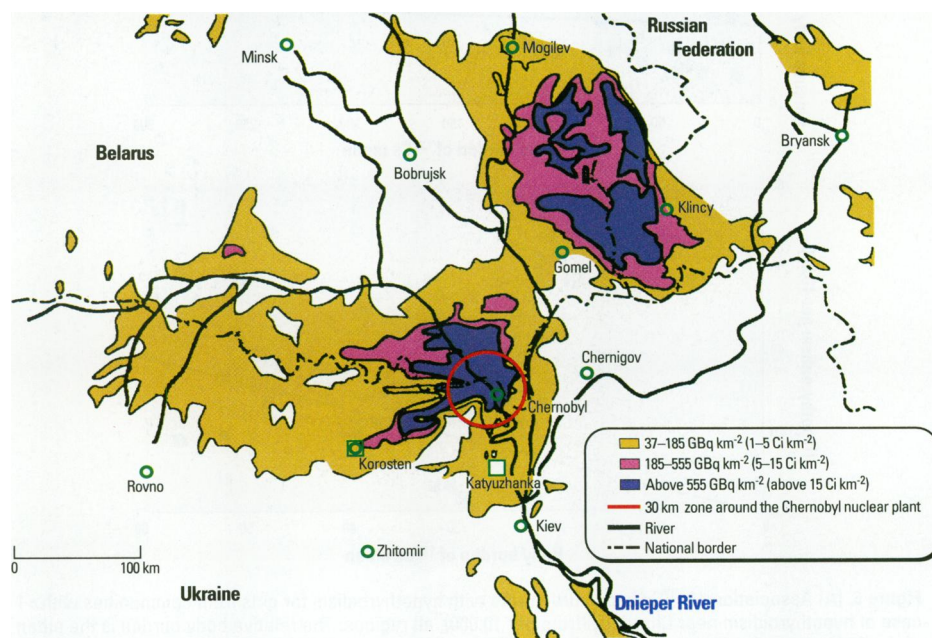 Russian
Federation
Minsk
Mogilev
Belarus
Bryansk
Bobrujsk
Klincy
Gomel
Chernigov
Chernobyl
Korosten
Katyuzhanka
Rovno
Kiev
Zhitomir
100 km
Ukraine
Dnieper River
37–185 GBq km-2 (1–5 Ci km-2)
185–555 GBq km-2 (5–15 Ci km-2)
Above 555 GBq km-2 (above 15 Ci km-2)
30 km zone around the Chernobyl nuclear plant
River
National border